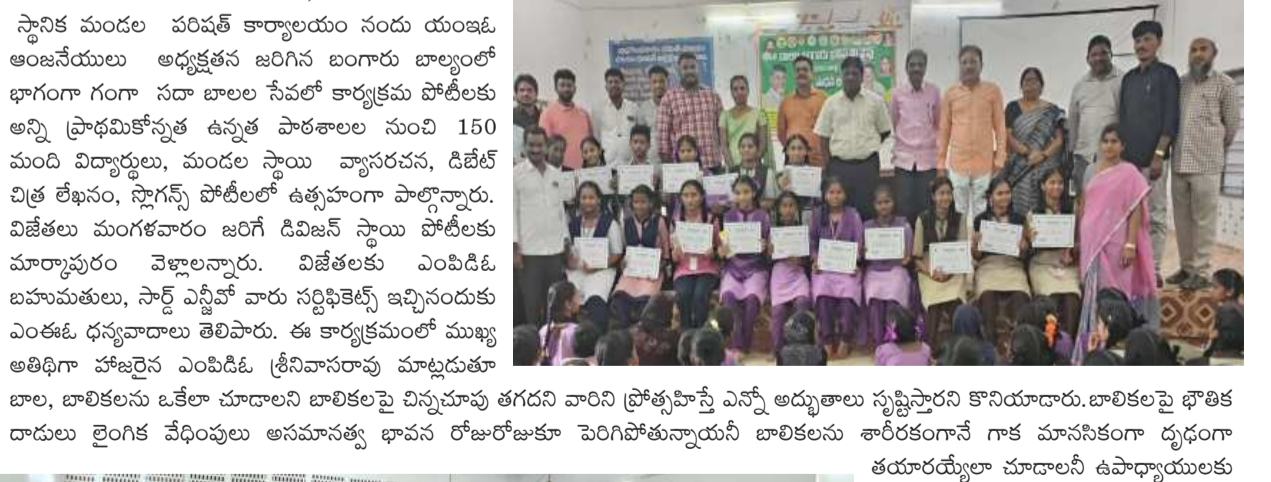 స్థానిక మండల పరిషత్ కార్యాలయం నందు యంఇఓ
ఆంజనేయులు అధ్యక్షతన జరిగిన బంగారు బాల్యంలో
భాగంగా గంగా సదా బాలల సేవలో కార్యక్రమ పోటీలకు
అన్ని ప్రాథమికోన్నత ఉన్నత పాఠశాలల నుంచి 150
మంది విద్యార్థులు, మండల స్థాయి వ్యాసరచన, డిబేట్
చిత్ర లేఖనం, స్లొగన్స్ పోటీలలో ఉత్సహంగా పాల్గొన్నారు.
విజేతలు మంగళవారం జరిగే డివిజన్ స్థాయి పోటీలకు
మార్కాపురం వెళ్లాలన్నారు. విజేతలకు ఎంపిడిఓ
బహుమతులు, సార్డ్ ఎన్జీవో వారు సర్టిఫికెట్స్ ఇచ్చినందుకు
ఎంఈఓ ధన్యవాదాలు తెలిపారు. ఈ కార్యక్రమంలో ముఖ్య
అతిథిగా హాజరైన ఎంపిడిఓ శ్రీనివాసరావు మాట్లడుతూ
బాల, బాలికలను ఒకేలా చూడాలని బాలికలపై చిన్నచూపు తగదని వారిని ప్రోత్సహిస్తే ఎన్నో అద్భుతాలు సృష్టిస్తారని కొనియాడారు.బాలికలపై భౌతిక
దాడులు లైంగిక వేధింపులు అసమానత్వ భావన రోజురోజుకూ పెరిగిపోతున్నాయనీ బాలికలను శారీరకంగానే గాక మానసికంగా దృఢంగా
తయారయ్యేలా చూడాలనీ ఉపాధ్యాయులకు